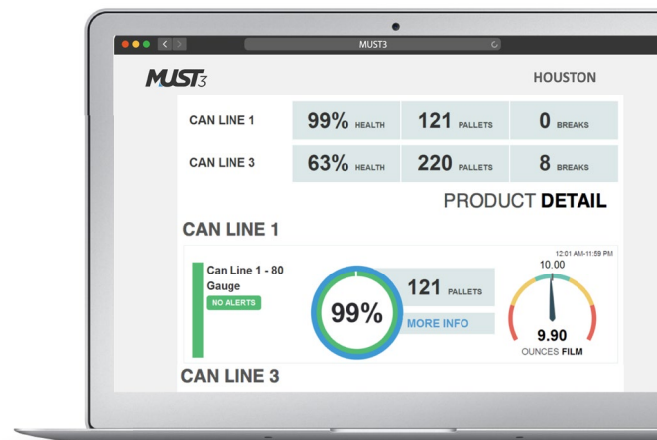 MUST3
MUST3
HOUSTON
CAN LINE 1 99% HEALTH 121 PALLETS 0 BREAKS
CAN LINE 3 63% HEALTH 220 PALLETS 8 BREAKS
PRODUCT DETAIL
CAN LINE 1
12:01 AM-11:59 PM
Can Line 1 - 80
Gauge
NO ALERTS
99%
121 PALLETS
MORE INFO
10.00
9.90
OUNCES FILM
CAN LINE 3